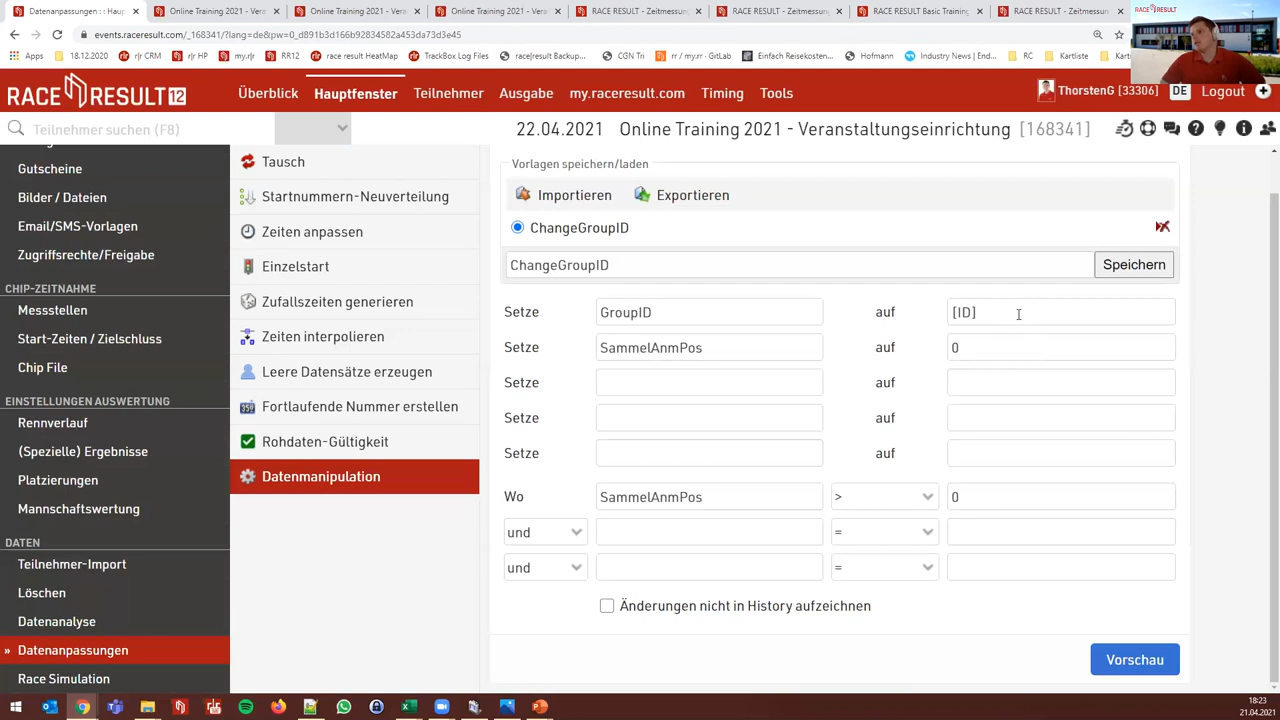 Datenanpassungen :: Haup
Online Training 2021 - Veranstal
Online Training 2021 - Veranstal
Online Training 2021 - Veranstal
RACE RESULT - Zeitmessung
RACE RESULT - Zeitmessung
RACE RESULT Basic Training
RACE RESULT - Zeitmessun
events.raceresult.com/_168341/?lang=de&pw=0_d891b3d166b92050582a452d453da73ee45
Apps
18.12.2020
r|r CRM
r|r HP
my.r|r
RR12
race result HeatMap
TrackBox Log Files
race|result Backup...
CGN Tri
rr / my.rr · GitLab
Einfach Reisekosten...
Hofmann
Industry News | End...
RC
Kartliste
Kart
RACE RESULT 12
Überblick
Hauptfenster
Teilnehmer
Ausgabe
my.raceresult.com
Timing
Tools
ThorstenG [33306]
DE
Logout
Teilnehmer suchen (F8)
22.04.2021 Online Training 2021 - Veranstaltungseinrichtung [168341]
Gutscheine
Bilder / Dateien
Email/SMS-Vorlagen
Zugriffsrechte/Freigabe
CHIP-ZEITNAHME
Messstellen
Start-Zeiten / Zielschluss
Chip File
EINSTELLUNGEN AUSWERTUNG
Rennverlauf
(Spezielle) Ergebnisse
Platzierungen
Mannschaftswertung
DATEN
Teilnehmer-Import
Löschen
Datenanalyse
» Datenanpassungen
Race Simulation
Tausch
Startnummern-Neuverteilung
Zeiten anpassen
Einzelstart
Zufallszeiten generieren
Zeiten interpolieren
Leere Datensätze erzeugen
Fortlaufende Nummer erstellen
Rohdaten-Gültigkeit
Datenmanipulation
Vorlagen speichern/laden
Importieren
Exportieren
ChangeGroupID
ChangeGroupID
Speichern
Setze GroupID auf [ID]
Setze SammelAnmPos auf 0
Setze auf
Setze auf
Setze auf
Wo SammelAnmPos > 0
und =
und =
Änderungen nicht in History aufzeichnen
Vorschau
18:23
21.04.2021